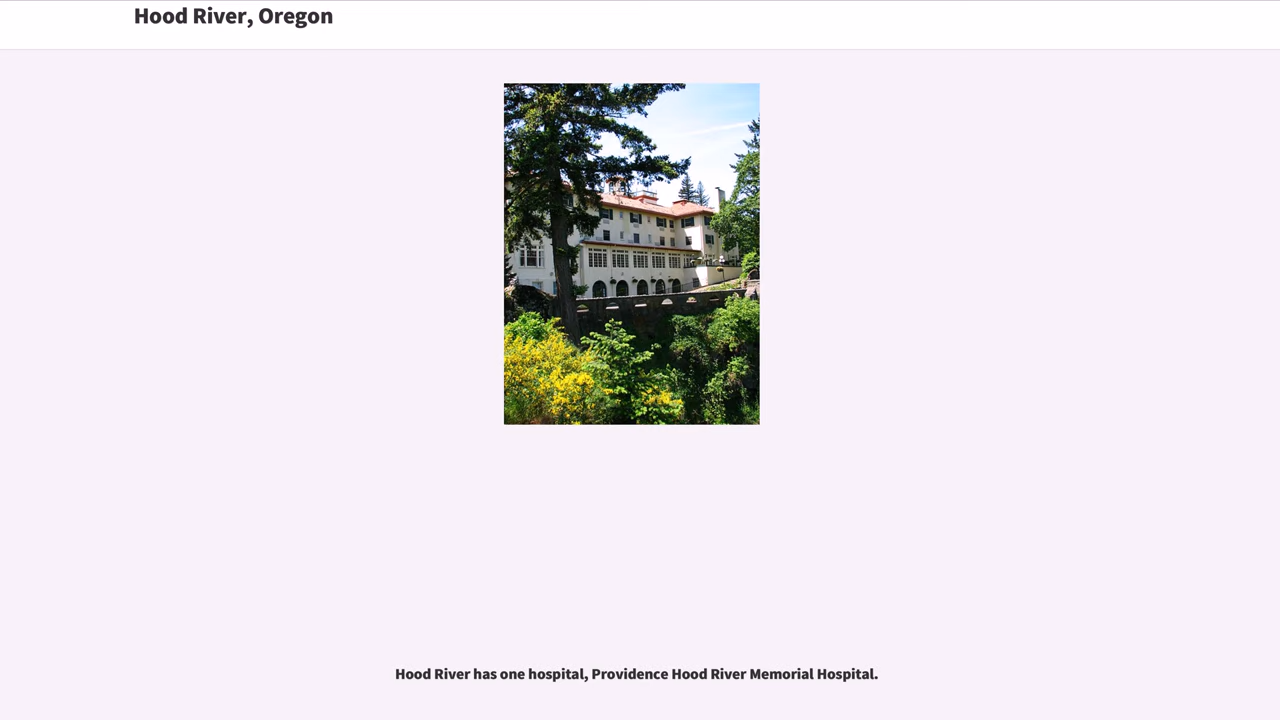 Hood River, Oregon
Hood River has one hospital, Providence Hood River Memorial Hospital.